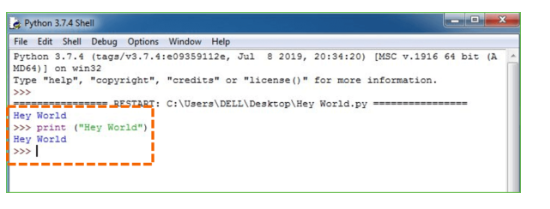 Python 3.7.4 Shell
File Edit Shell Debug Options Window Help
Python 3.7.4 (tags/v3.7.4:e09359112e, Jul  8 2019, 20:34:20) [MSC v.1916 64 bit (A
MD64)] on win32
Type "help", "copyright", "credits" or "license()" for more information.
>>>
================ RESTART: C:\Users\DELL\Desktop\Hey World.py ================
Hey World
>>> print ("Hey World")
Hey World
>>>